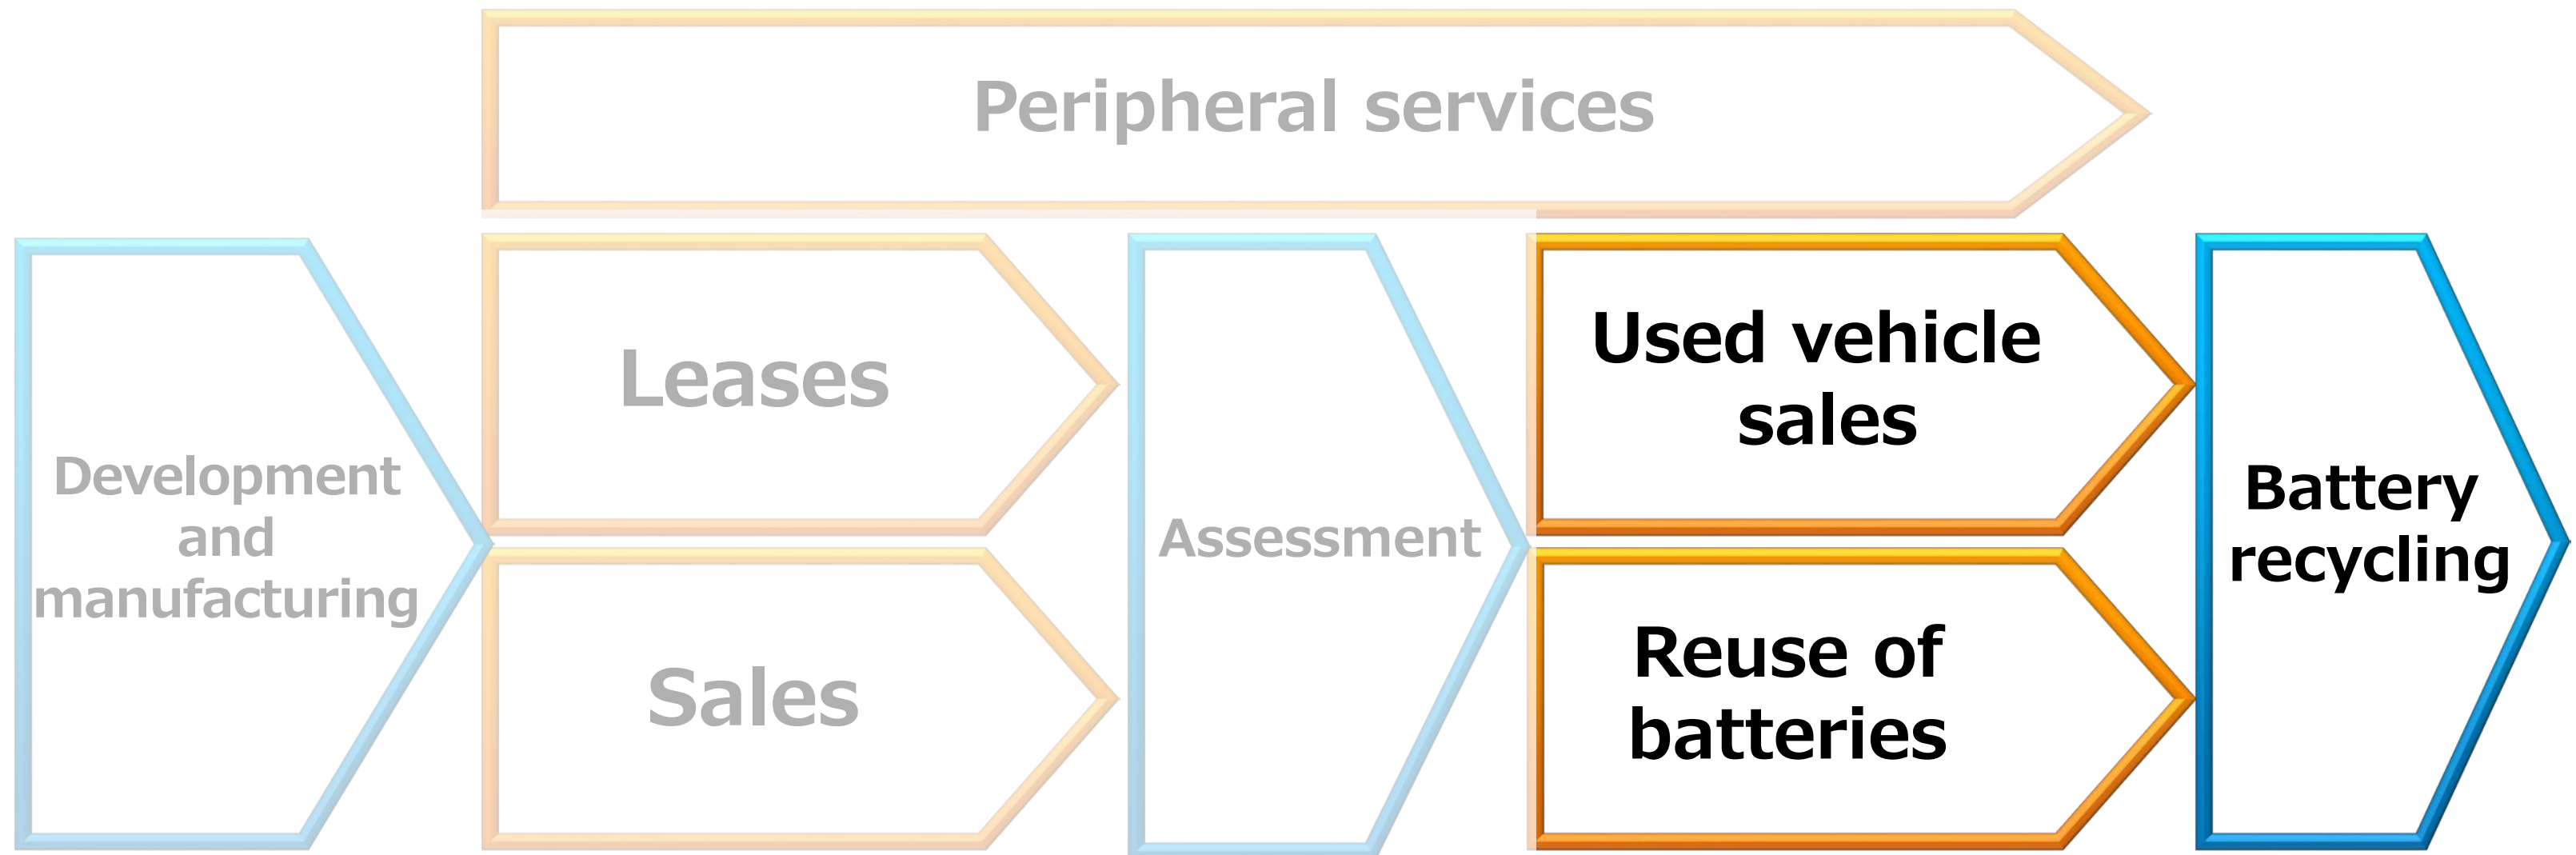 Peripheral services
Development
and
manufacturing
Leases
Sales
Assessment
Used vehicle
sales
Reuse of
batteries
Battery
recycling